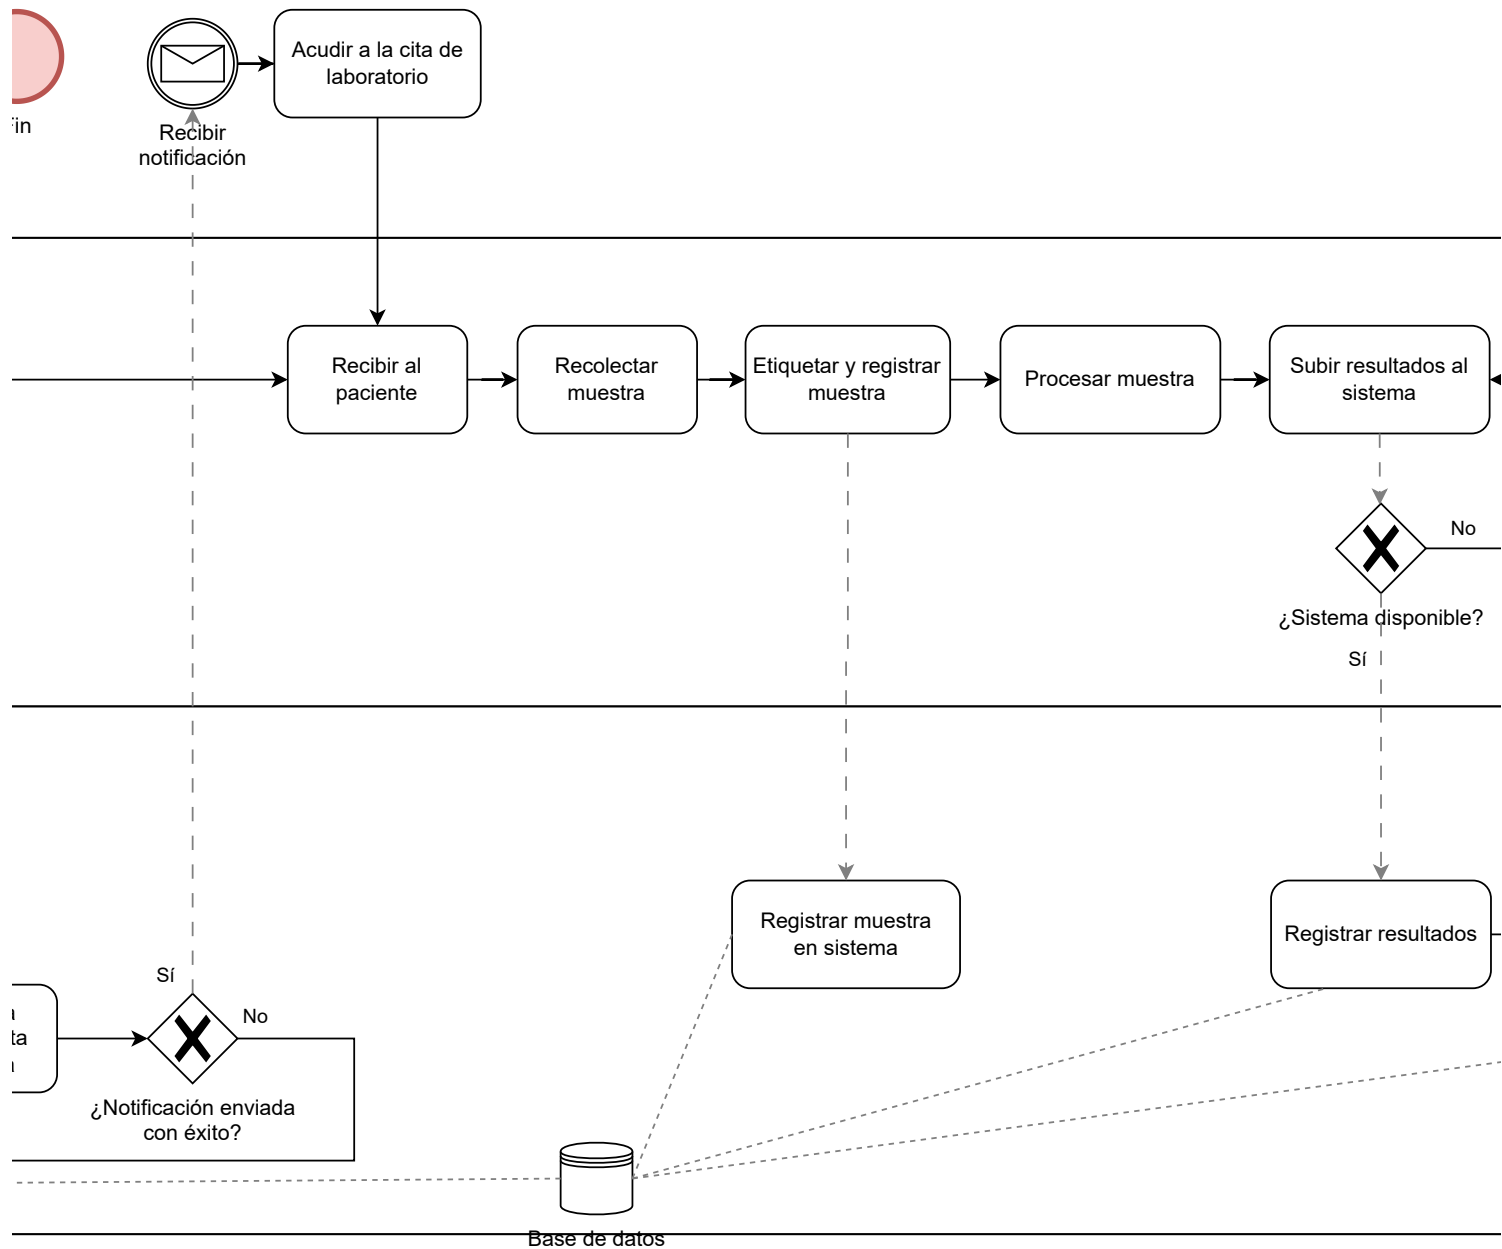 Acudir a la cita de
laboratorio
Recibir
notificación
Recibir al
paciente
Recolectar
muestra
Etiquetar y registrar
muestra
Procesar muestra
Subir resultados al
sistema
No
¿Sistema disponible?
Sí
Registrar muestra
en sistema
Registrar resultados
Sí
No
¿Notificación enviada
con éxito?
Base de datos